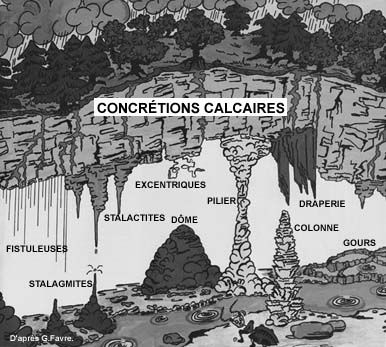 CONCRÉTIONS CALCAIRES
EXCENTRIQUES
PILIER
DRAPERIE
STALACTITES
DÔME
COLONNE
FISTULEUSES
GOURS
STALAGMITES
D'après G.Favre.